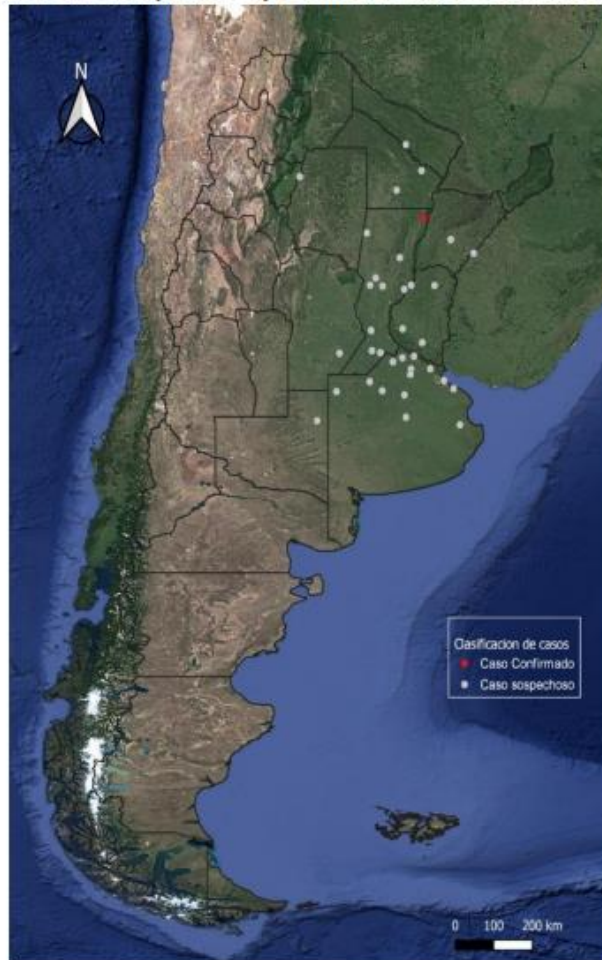 N
Clasificacion de casos
Caso Confirmado
Caso sospechoso
0 100 200 km